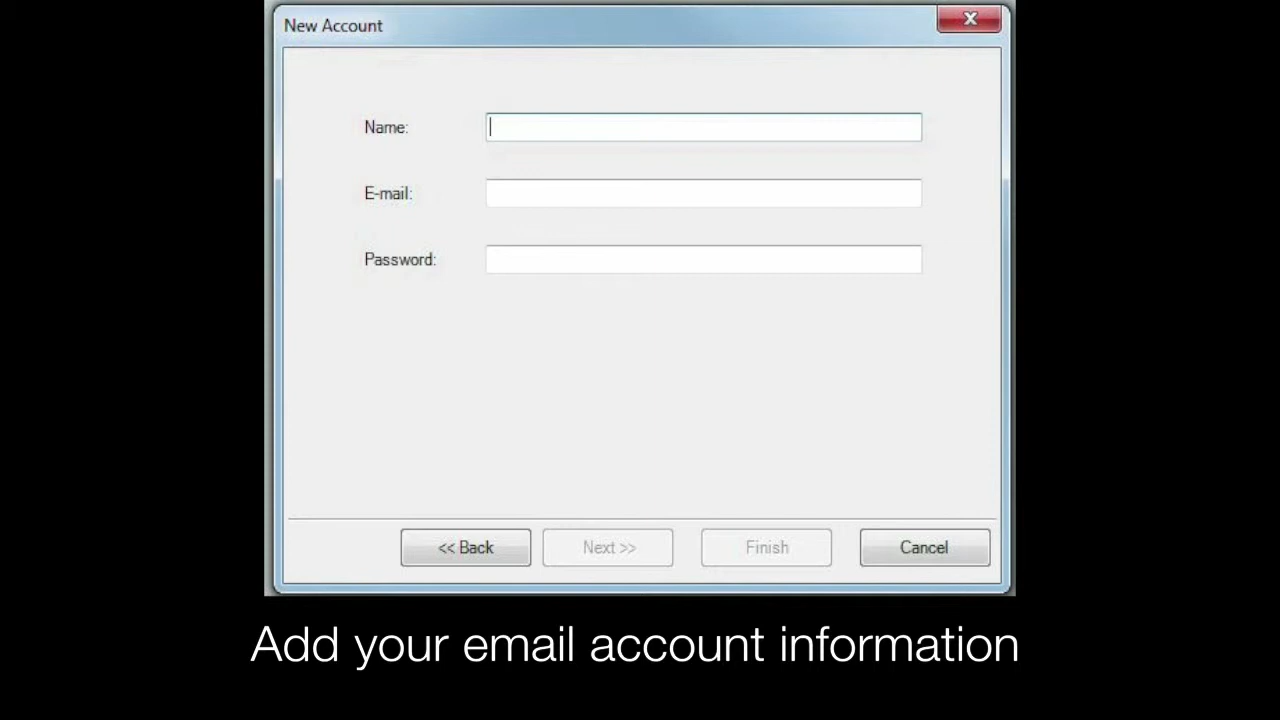 New Account
Name:
E-mail:
Password:
<< Back Next >> Finish Cancel
Add your email account information